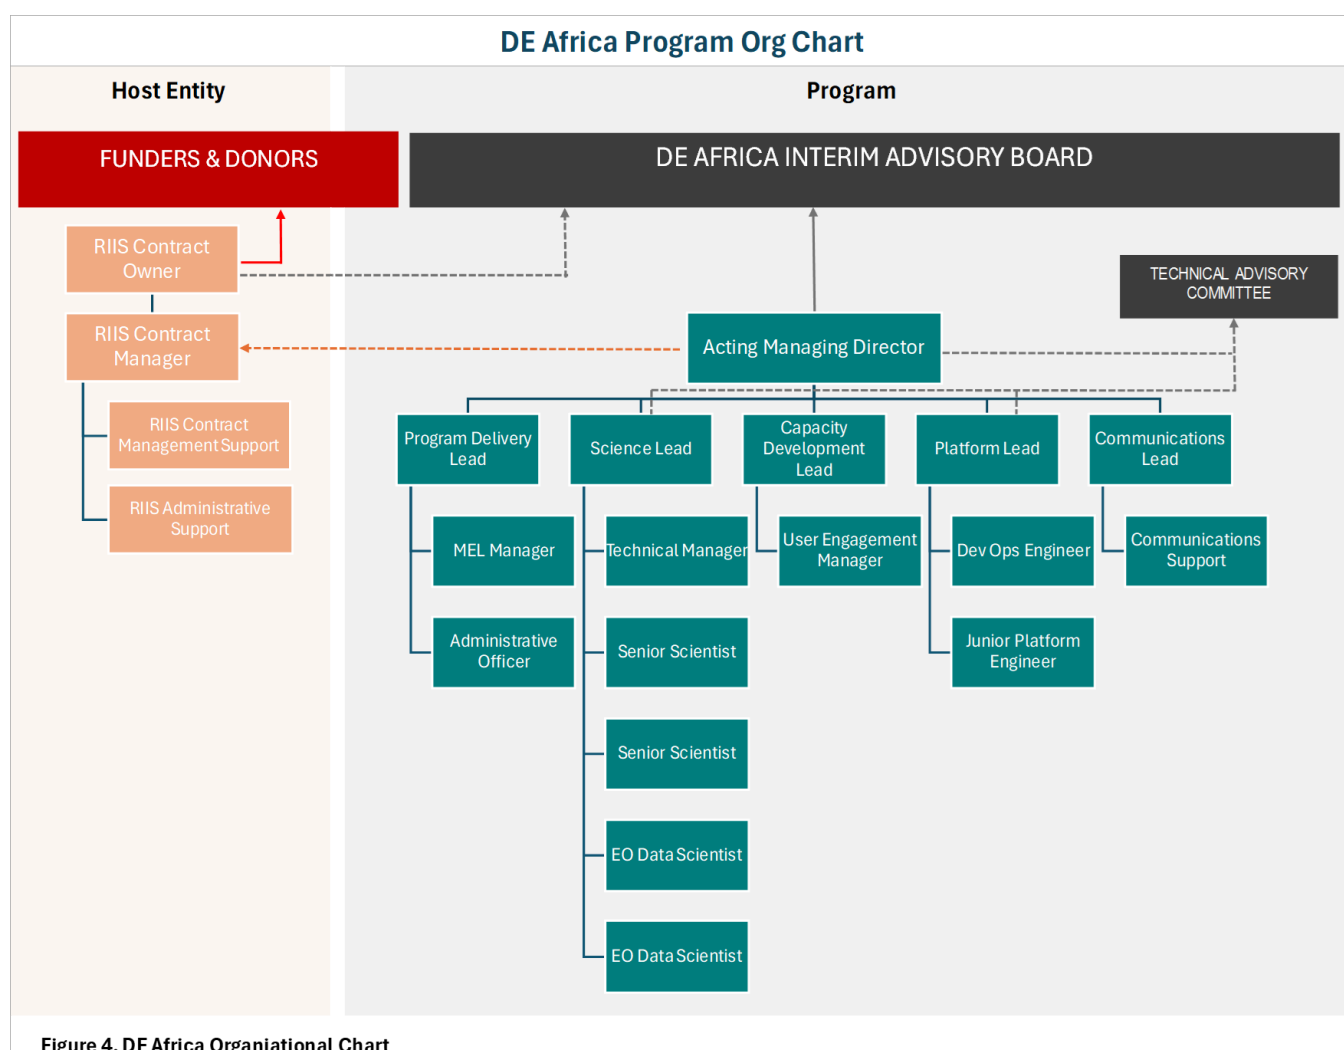 DE Africa Program Org Chart
Host Entity
Program
FUNDERS & DONORS
DE AFRICA INTERIM ADVISORY BOARD
RIIS Contract
Owner
TECHNICAL ADVISORY
COMMITTEE
RIIS Contract
Manager
Acting Managing Director
RIIS Contract
Management Support
RIIS Administrative
Support
Program Delivery
Lead
Science Lead
Capacity
Development
Lead
Platform Lead
Communications
Lead
MEL Manager
Technical Manager
User Engagement
Manager
Dev Ops Engineer
Communications
Support
Administrative
Officer
Senior Scientist
Junior Platform
Engineer
Senior Scientist
EO Data Scientist
EO Data Scientist
Figure 4. DE Africa Organiational Chart